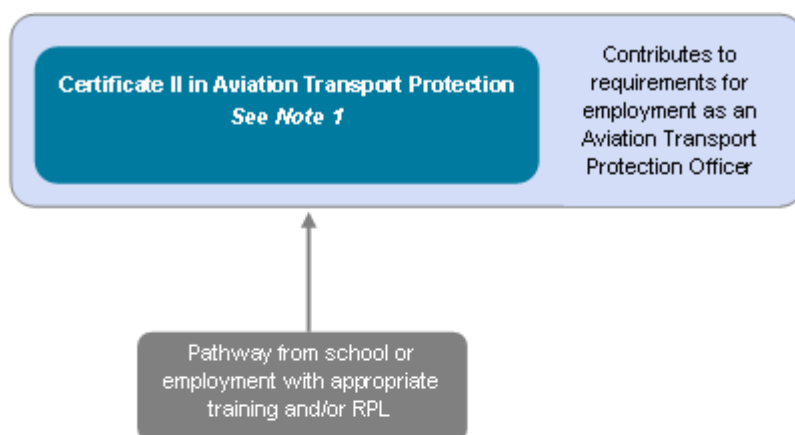 Certificate II in Aviation Transport Protection
See Note 1
Contributes to
requirements for
employment as an
Aviation Transport
Protection Officer
Pathway from school or
employment with appropriate
training and/or RPL